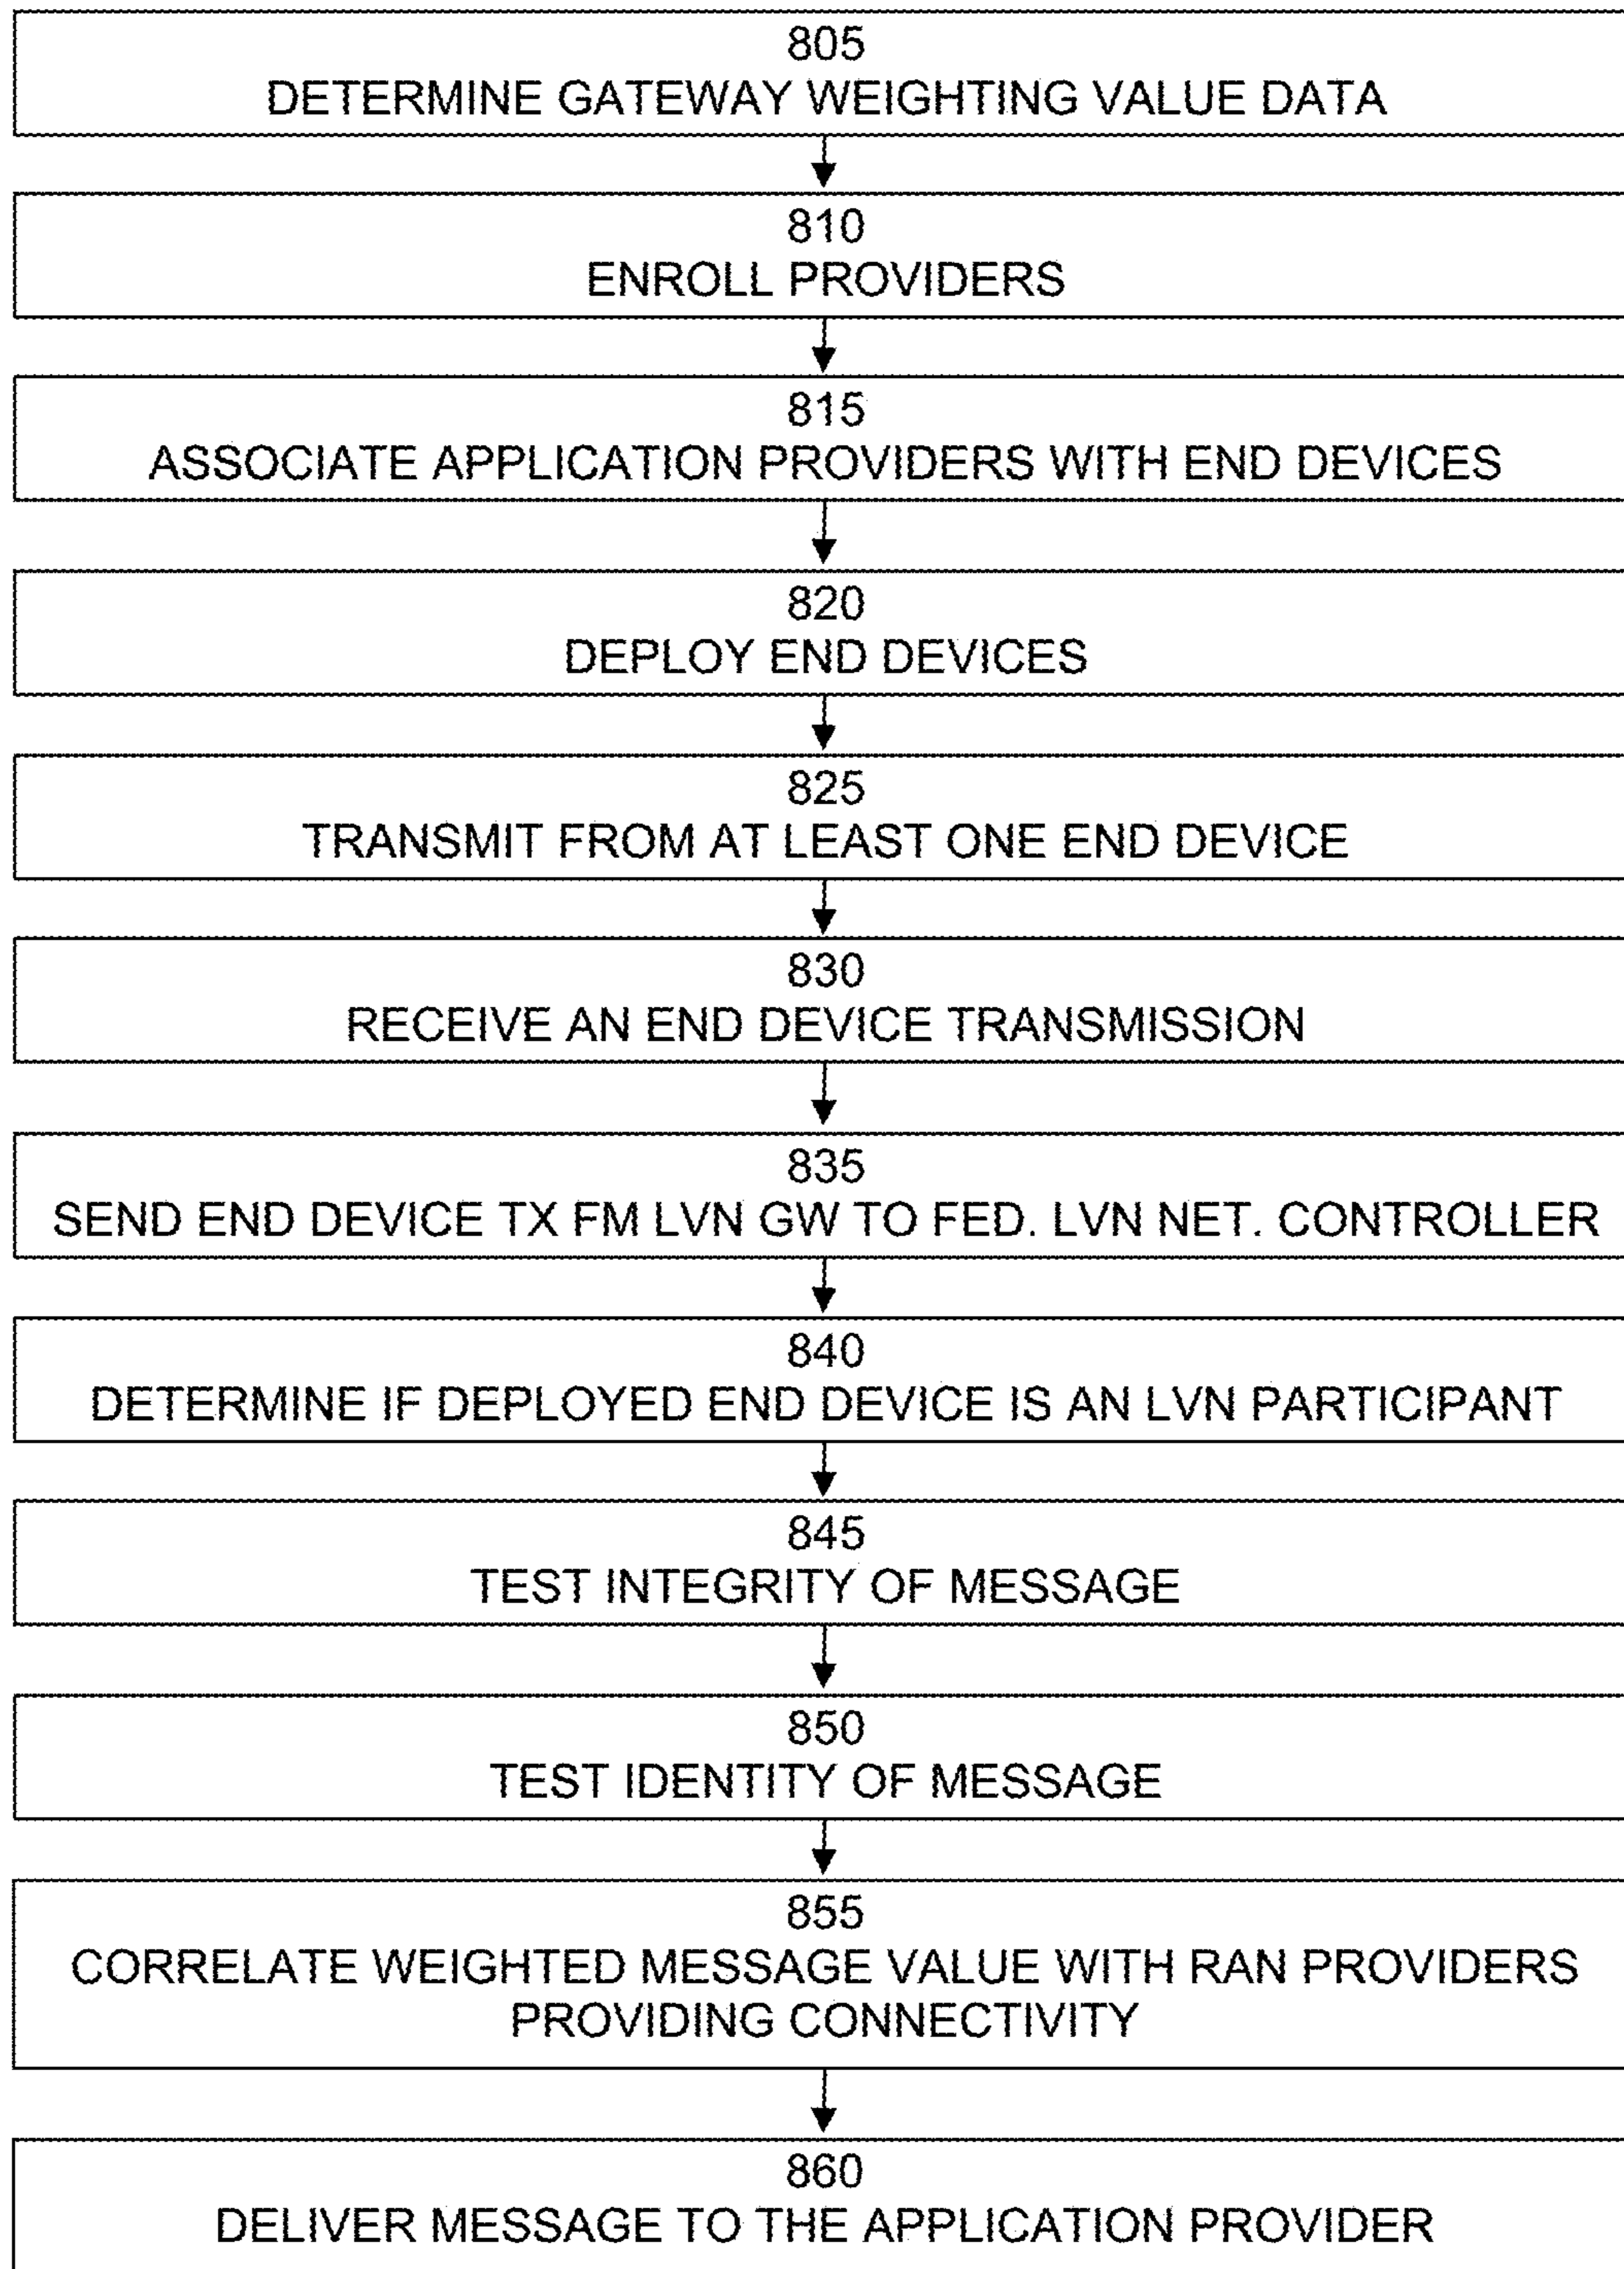 805
DETERMINE GATEWAY WEIGHTING VALUE DATA
810
ENROLL PROVIDERS
815
ASSOCIATE APPLICATION PROVIDERS WITH END DEVICES
820
DEPLOY END DEVICES
825
TRANSMIT FROM AT LEAST ONE END DEVICE
830
RECEIVE AN END DEVICE TRANSMISSION
835
SEND END DEVICE TX FM LVN GW TO FED. LVN NET. CONTROLLER
840
DETERMINE IF DEPLOYED END DEVICE IS AN LVN PARTICIPANT
845
TEST INTEGRITY OF MESSAGE
850
TEST IDENTITY OF MESSAGE
855
CORRELATE WEIGHTED MESSAGE VALUE WITH RAN PROVIDERS
PROVIDING CONNECTIVITY
860
DELIVER MESSAGE TO THE APPLICATION PROVIDER